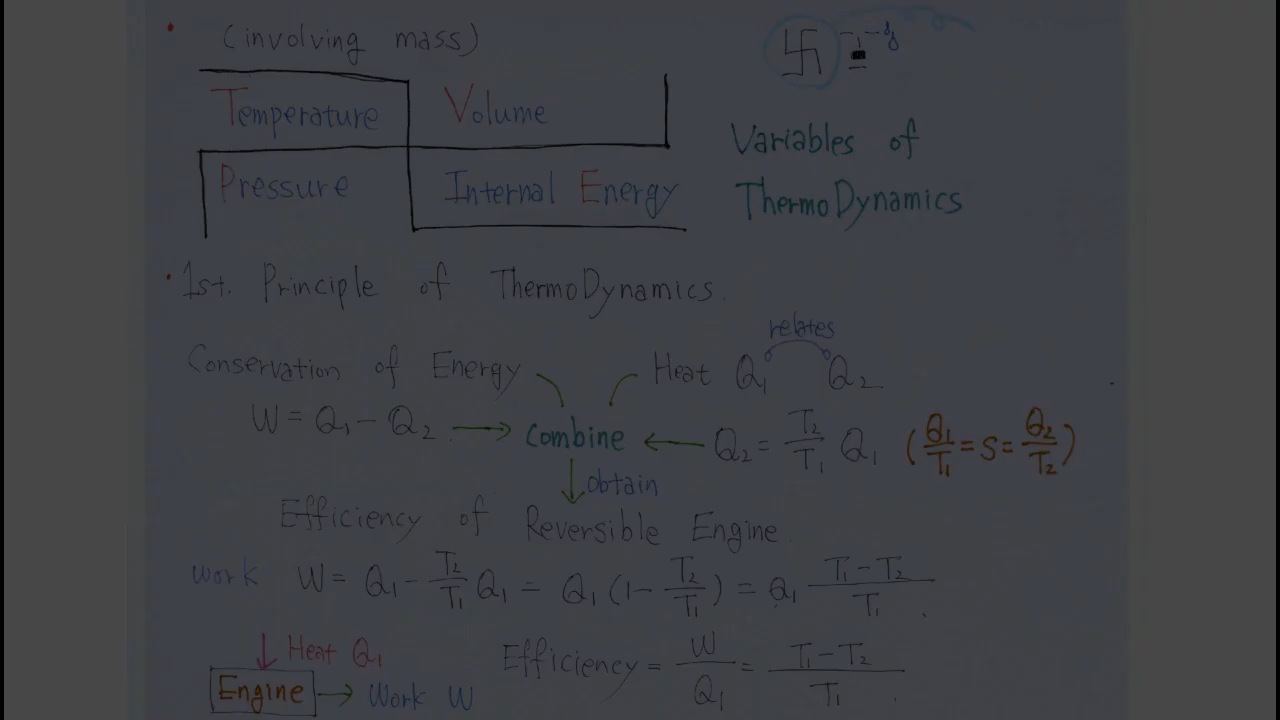 • (involving mass) 卐
Temperature Volume
Variables of
Pressure Internal Energy
ThermoDynamics
• 1st. Principle of ThermoDynamics.
relates
Conservation of Energy Heat Q₁ Q₂
W = Q₁ - Q₂ → Combine ← Q₂ = T₂/T₁ Q₁ (Q₁/T₁ = S = Q₂/T₂)
↓ obtain
Efficiency of Reversible Engine
Work W = Q₁ - T₂/T₁ Q₁ = Q₁ (1 - T₂/T₁) = Q₁ (T₁ - T₂)/T₁
↓ Heat Q₁ Efficiency = W/Q₁ = (T₁ - T₂)/T₁
Engine → Work W